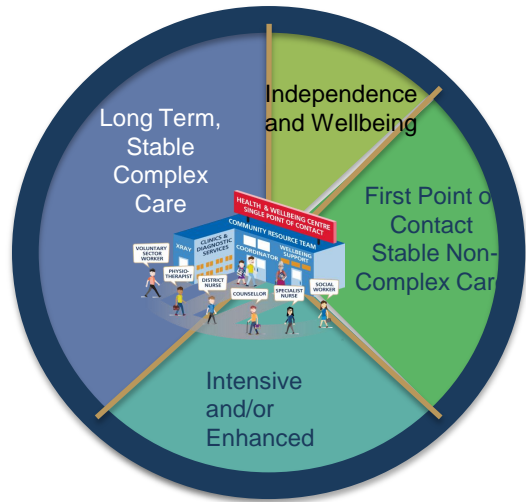 Long Term,
Stable
Complex
Care
Independence
and Wellbeing
First Point o
Contact
Stable Non-
Complex Car
HEALTH & WELLBEING CENTRE
SINGLE POINT OF CONTACT
COMMUNITY RESOURCE TEAM
XRAY
CLINICS &
DIAGNOSTIC
SERVICES
COORDINATOR
WELLBEING
SUPPORT
VOLUNTARY
SECTOR
WORKER
PHYSIO-
THERAPIST
DISTRICT
NURSE
COUNSELLOR
SPECIALIST
NURSE
SOCIAL
WORKER
Intensive
and/or
Enhanced